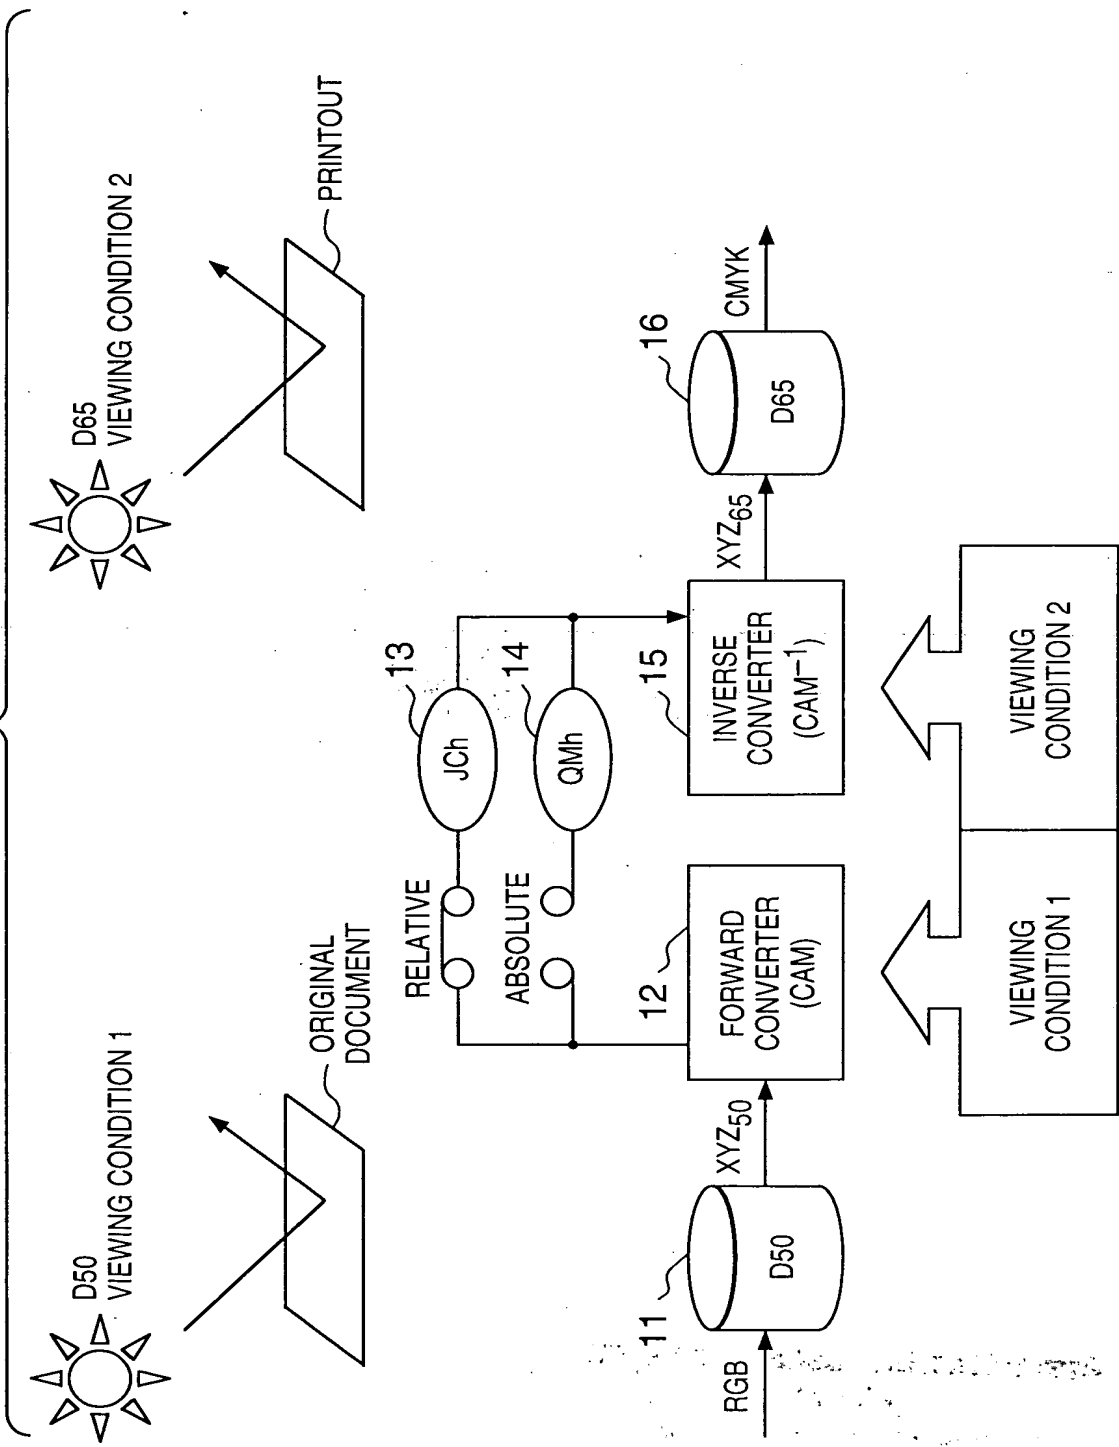 D50
VIEWING CONDITION 1
D65
VIEWING CONDITION 2
ORIGINAL
DOCUMENT
PRINTOUT
RELATIVE
JCh
13
ABSOLUTE
QMh
14
11
12
15
16
RGB
D50
XYZ50
FORWARD
CONVERTER
(CAM)
INVERSE
CONVERTER
(CAM-1)
XYZ65
D65
CMYK
VIEWING
CONDITION 1
VIEWING
CONDITION 2